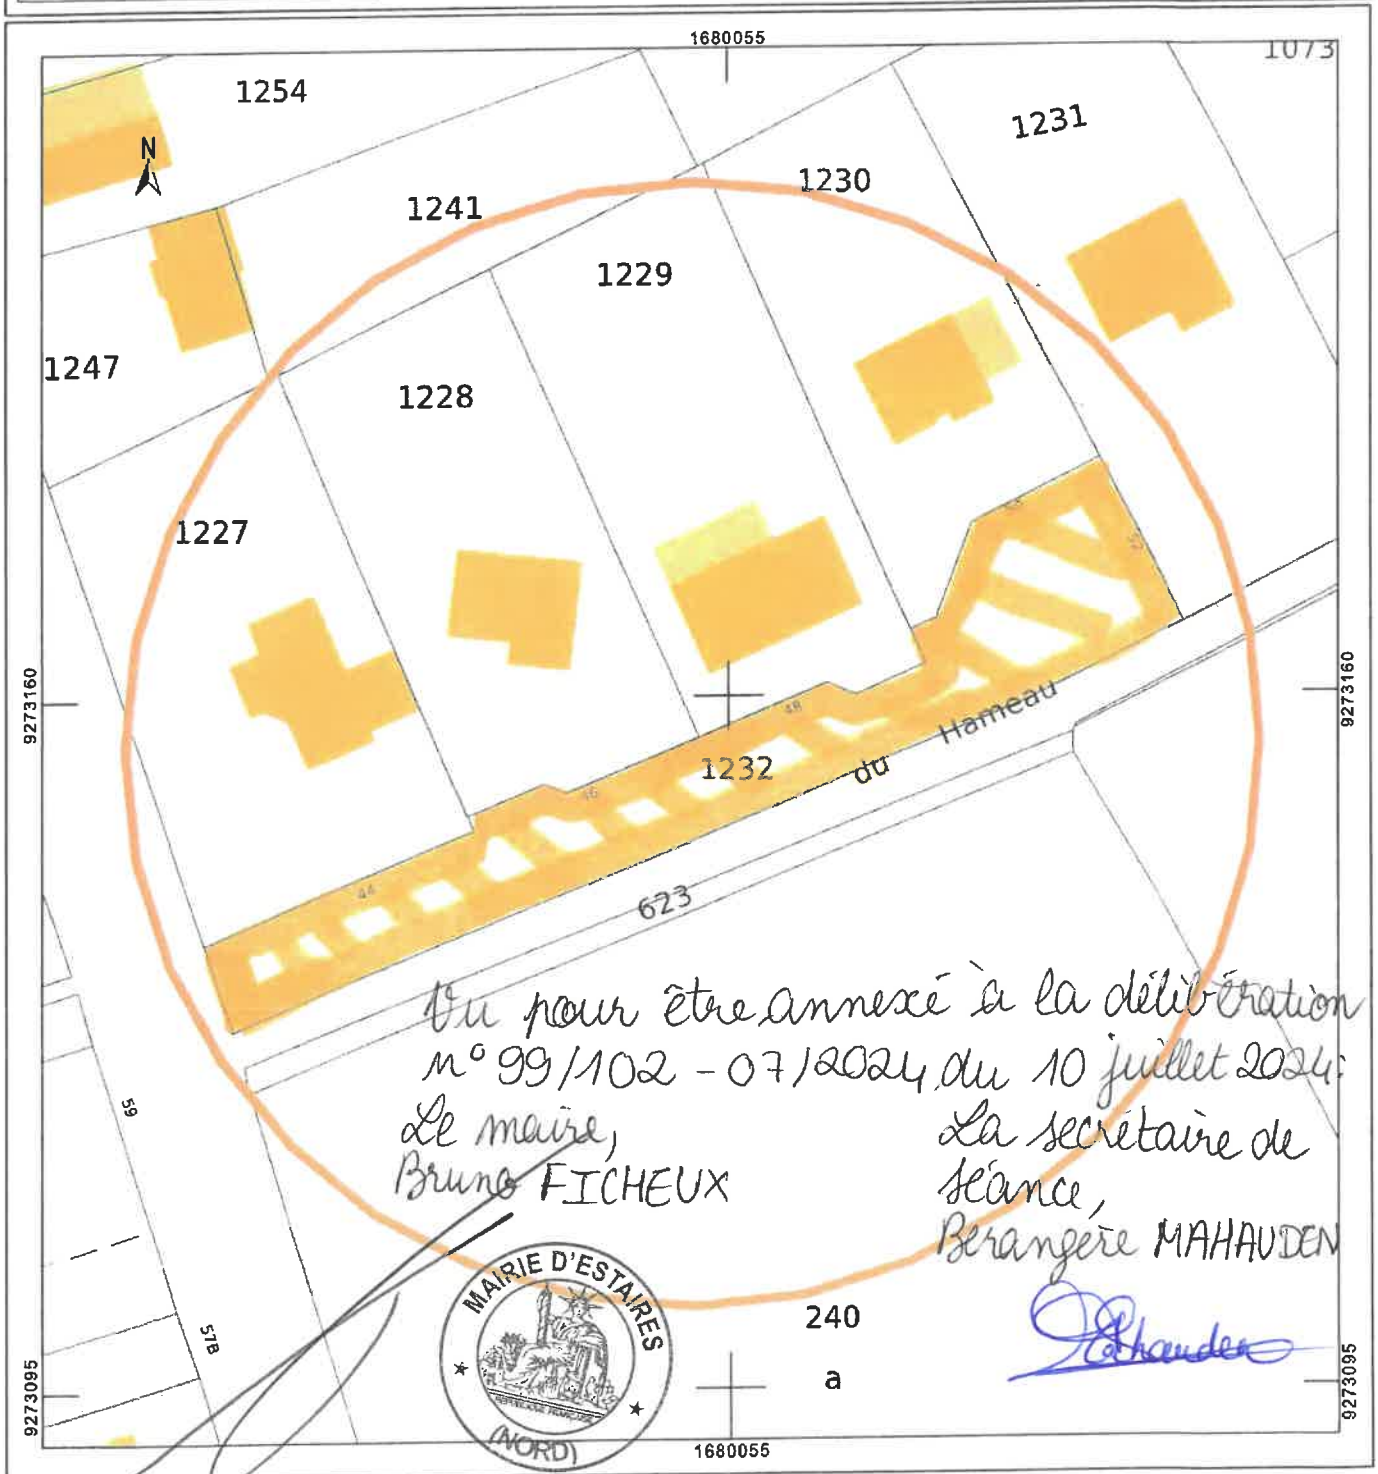 1680055
1073
1254
1231
N
1230
1241
1229
1247
1228
1227
9273160
9273160
48
Hameau
1232
du
46
44
623
Vu pour être annexé à la délibération
n° 99/102 - 07/2024 du 10 juillet 2024.
59
Le maire,
La secrétaire de
Bruno FICHEUX
séance,
Berangère MAHAUDEN
MAIRIE D'ESTAIRES
240
57B
a
9273095
9273095
RÉPUBLIQUE FRANÇAISE
(NORD)
1680055